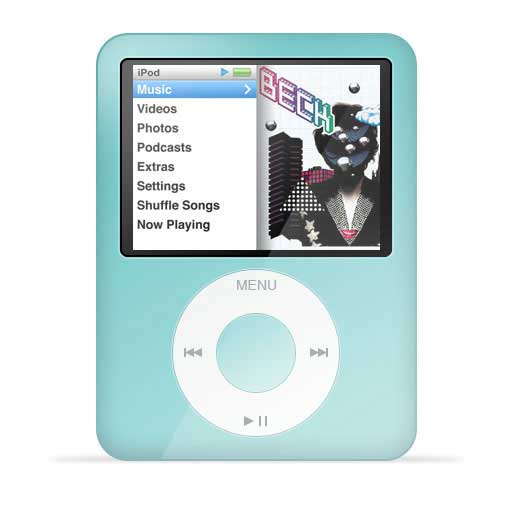 iPod
Music
Videos
Photos
Podcasts
Extras
Settings
Shuffle Songs
Now Playing
BECK
MENU